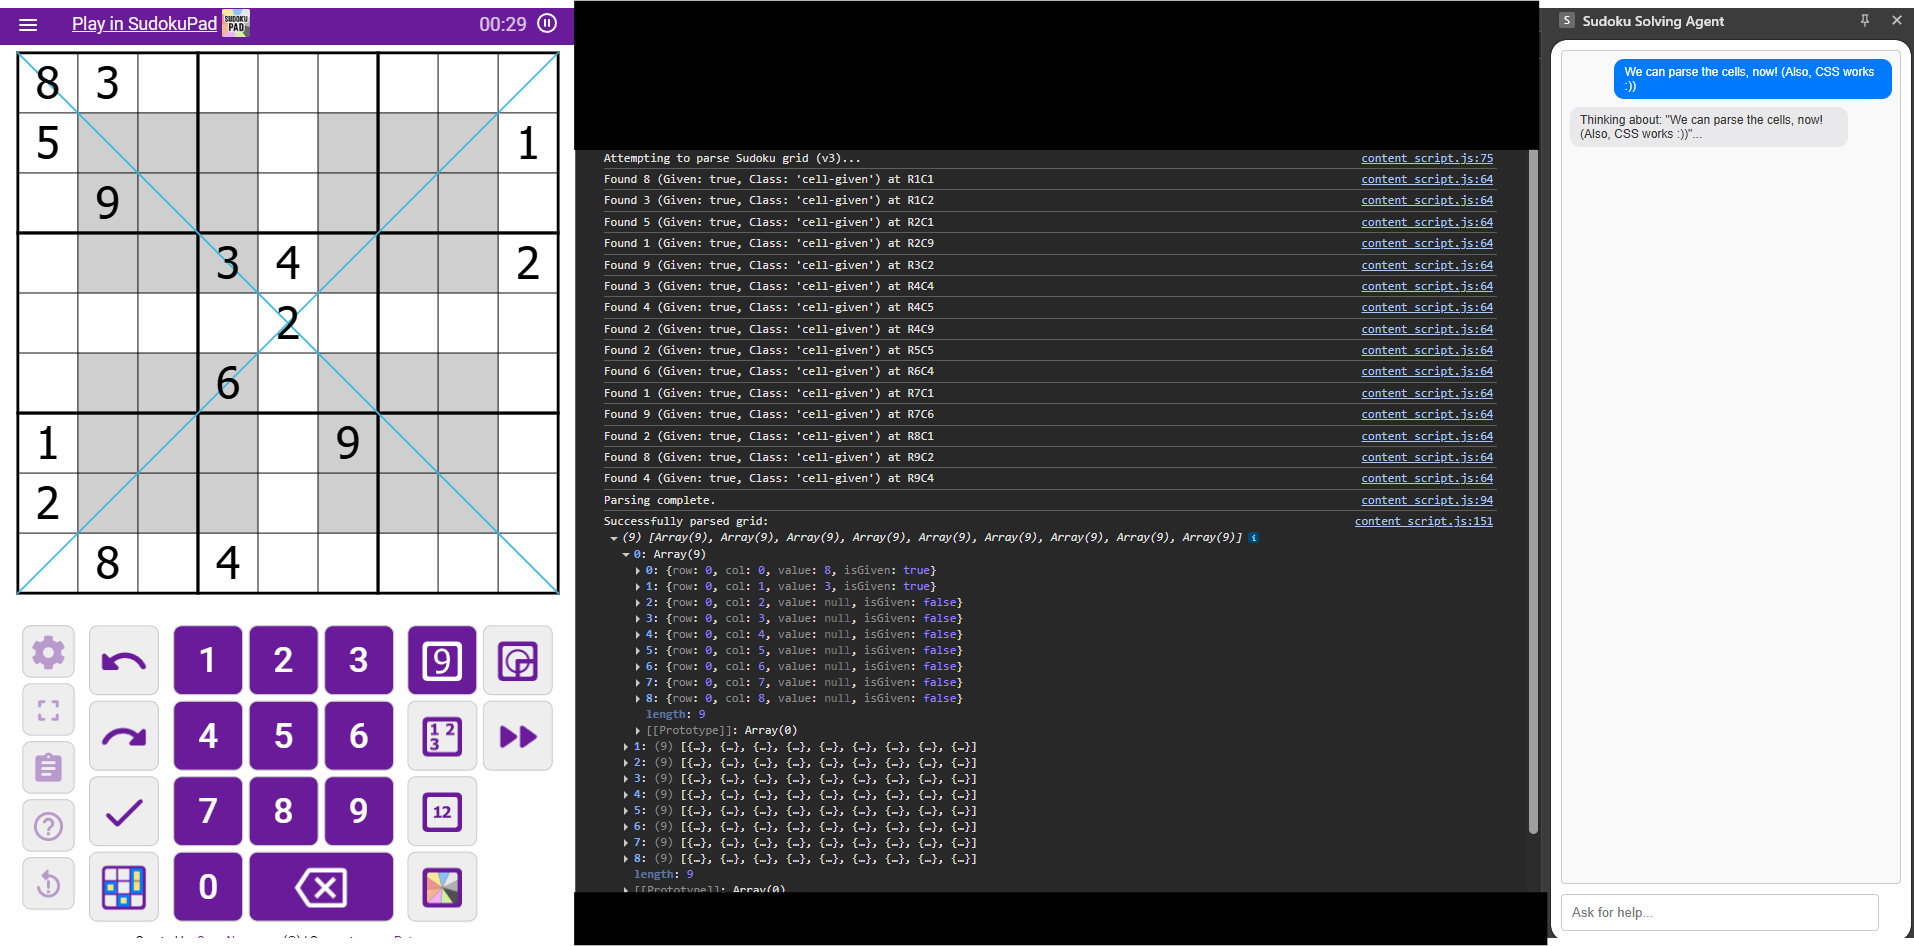 Play in SudokuPad
SUDOKU PAD
00:29
8 3
5 1
9
3 4 2
2
6
1 9
2
8 4
1 2 3 9
4 5 6 1 2 3
7 8 9 12
0
Attempting to parse Sudoku grid (v3)... content_script.js:75
Found 8 (Given: true, Class: 'cell-given') at R1C1 content_script.js:64
Found 3 (Given: true, Class: 'cell-given') at R1C2 content_script.js:64
Found 5 (Given: true, Class: 'cell-given') at R2C1 content_script.js:64
Found 1 (Given: true, Class: 'cell-given') at R2C9 content_script.js:64
Found 9 (Given: true, Class: 'cell-given') at R3C2 content_script.js:64
Found 3 (Given: true, Class: 'cell-given') at R4C4 content_script.js:64
Found 4 (Given: true, Class: 'cell-given') at R4C5 content_script.js:64
Found 2 (Given: true, Class: 'cell-given') at R4C9 content_script.js:64
Found 2 (Given: true, Class: 'cell-given') at R5C5 content_script.js:64
Found 6 (Given: true, Class: 'cell-given') at R6C4 content_script.js:64
Found 1 (Given: true, Class: 'cell-given') at R7C1 content_script.js:64
Found 9 (Given: true, Class: 'cell-given') at R7C6 content_script.js:64
Found 2 (Given: true, Class: 'cell-given') at R8C1 content_script.js:64
Found 8 (Given: true, Class: 'cell-given') at R9C2 content_script.js:64
Found 4 (Given: true, Class: 'cell-given') at R9C4 content_script.js:64
Parsing complete. content_script.js:94
Successfully parsed grid: content_script.js:151
(9) [Array(9), Array(9), Array(9), Array(9), Array(9), Array(9), Array(9), Array(9), Array(9)] i
0: Array(9)
0: {row: 0, col: 0, value: 8, isGiven: true}
1: {row: 0, col: 1, value: 3, isGiven: true}
2: {row: 0, col: 2, value: null, isGiven: false}
3: {row: 0, col: 3, value: null, isGiven: false}
4: {row: 0, col: 4, value: null, isGiven: false}
5: {row: 0, col: 5, value: null, isGiven: false}
6: {row: 0, col: 6, value: null, isGiven: false}
7: {row: 0, col: 7, value: null, isGiven: false}
8: {row: 0, col: 8, value: null, isGiven: false}
length: 9
[[Prototype]]: Array(0)
1: (9) [{…}, {…}, {…}, {…}, {…}, {…}, {…}, {…}, {…}]
2: (9) [{…}, {…}, {…}, {…}, {…}, {…}, {…}, {…}, {…}]
3: (9) [{…}, {…}, {…}, {…}, {…}, {…}, {…}, {…}, {…}]
4: (9) [{…}, {…}, {…}, {…}, {…}, {…}, {…}, {…}, {…}]
5: (9) [{…}, {…}, {…}, {…}, {…}, {…}, {…}, {…}, {…}]
6: (9) [{…}, {…}, {…}, {…}, {…}, {…}, {…}, {…}, {…}]
7: (9) [{…}, {…}, {…}, {…}, {…}, {…}, {…}, {…}, {…}]
8: (9) [{…}, {…}, {…}, {…}, {…}, {…}, {…}, {…}, {…}]
length: 9
[[Prototype]]: Array(0)
S Sudoku Solving Agent
We can parse the cells, now! (Also, CSS works
:))
Thinking about: "We can parse the cells, now!
(Also, CSS works :))"...
Ask for help...